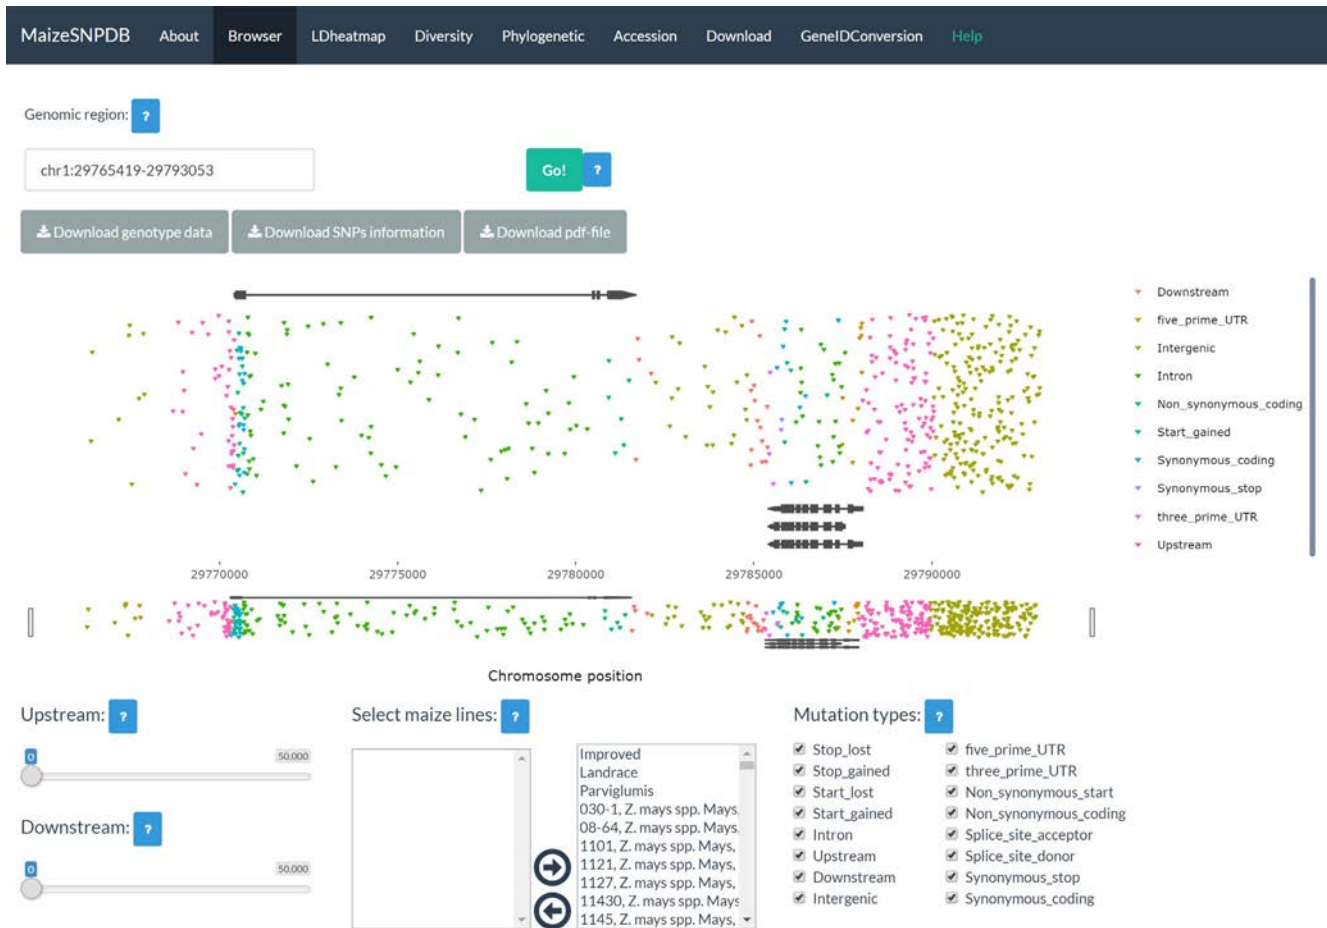 MaizeSNPDB About Browser LDheatmap Diversity Phylogenetic Accession Download GeneIDConversion Help
Genomic region: ?
chr1:29765419-29793053 Go! ?
Download genotype data Download SNPs information Download pdf-file
Downstream
five_prime_UTR
Intergenic
Intron
Non_synonymous_coding
Start_gained
Synonymous_coding
Synonymous_stop
three_prime_UTR
Upstream
29770000 29775000 29780000 29785000 29790000
Chromosome position
Upstream: ?
0 50,000
Downstream: ?
0 50,000
Select maize lines: ?
Improved
Landrace
Parviglumis
030-1, Z. mays spp. Mays,
08-64, Z. mays spp. Mays,
1101, Z. mays spp. Mays,
1121, Z. mays spp. Mays,
1127, Z. mays spp. Mays,
11430, Z. mays spp. Mays
1145, Z. mays spp. Mays,
Mutation types: ?
Stop_lost five_prime_UTR
Stop_gained three_prime_UTR
Start_lost Non_synonymous_start
Start_gained Non_synonymous_coding
Intron Splice_site_acceptor
Upstream Splice_site_donor
Downstream Synonymous_stop
Intergenic Synonymous_coding